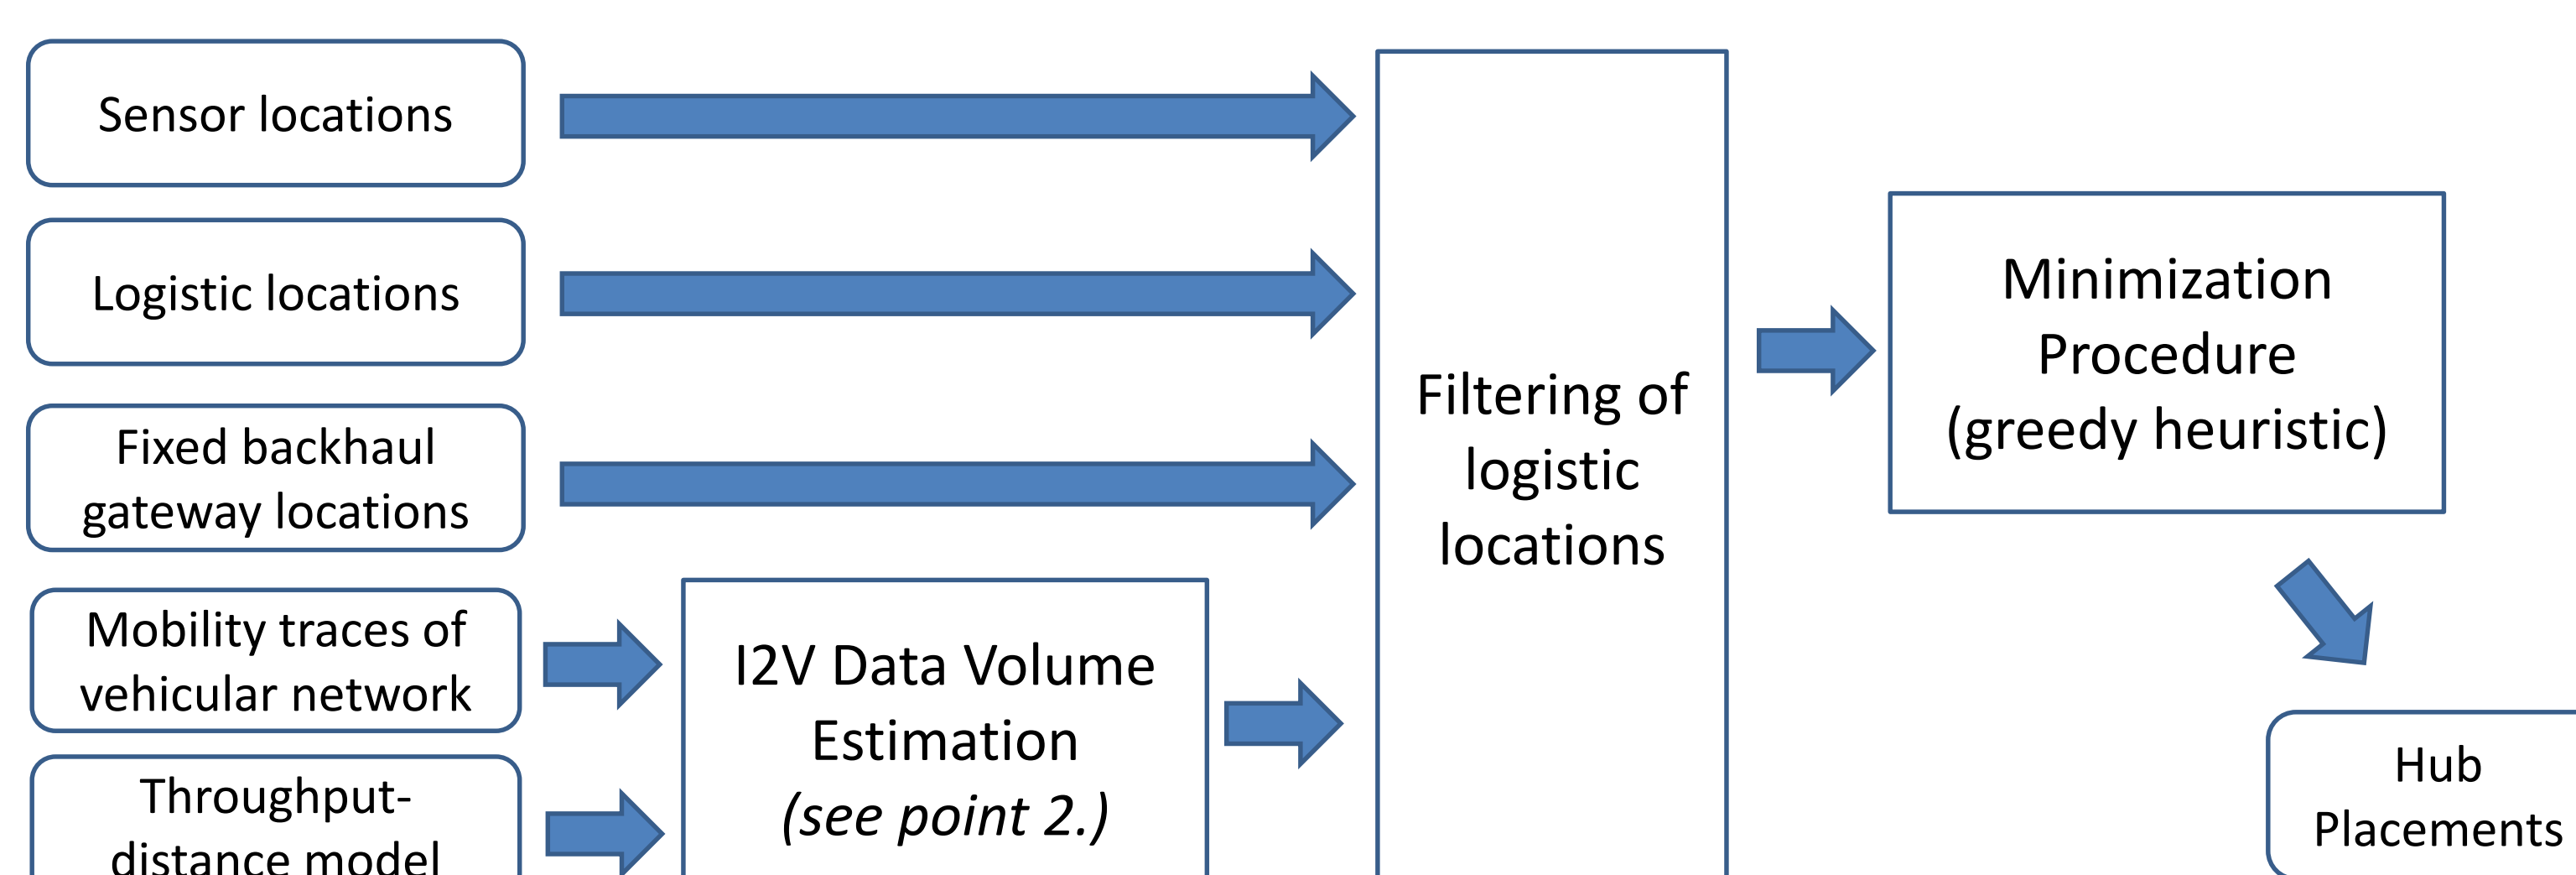 Sensor locations
Logistic locations
Fixed backhaul
gateway locations
Mobility traces of
vehicular network
Throughput-
distance model
I2V Data Volume
Estimation
(see point 2.)
Filtering of
logistic
locations
Minimization
Procedure
(greedy heuristic)
Hub
Placements